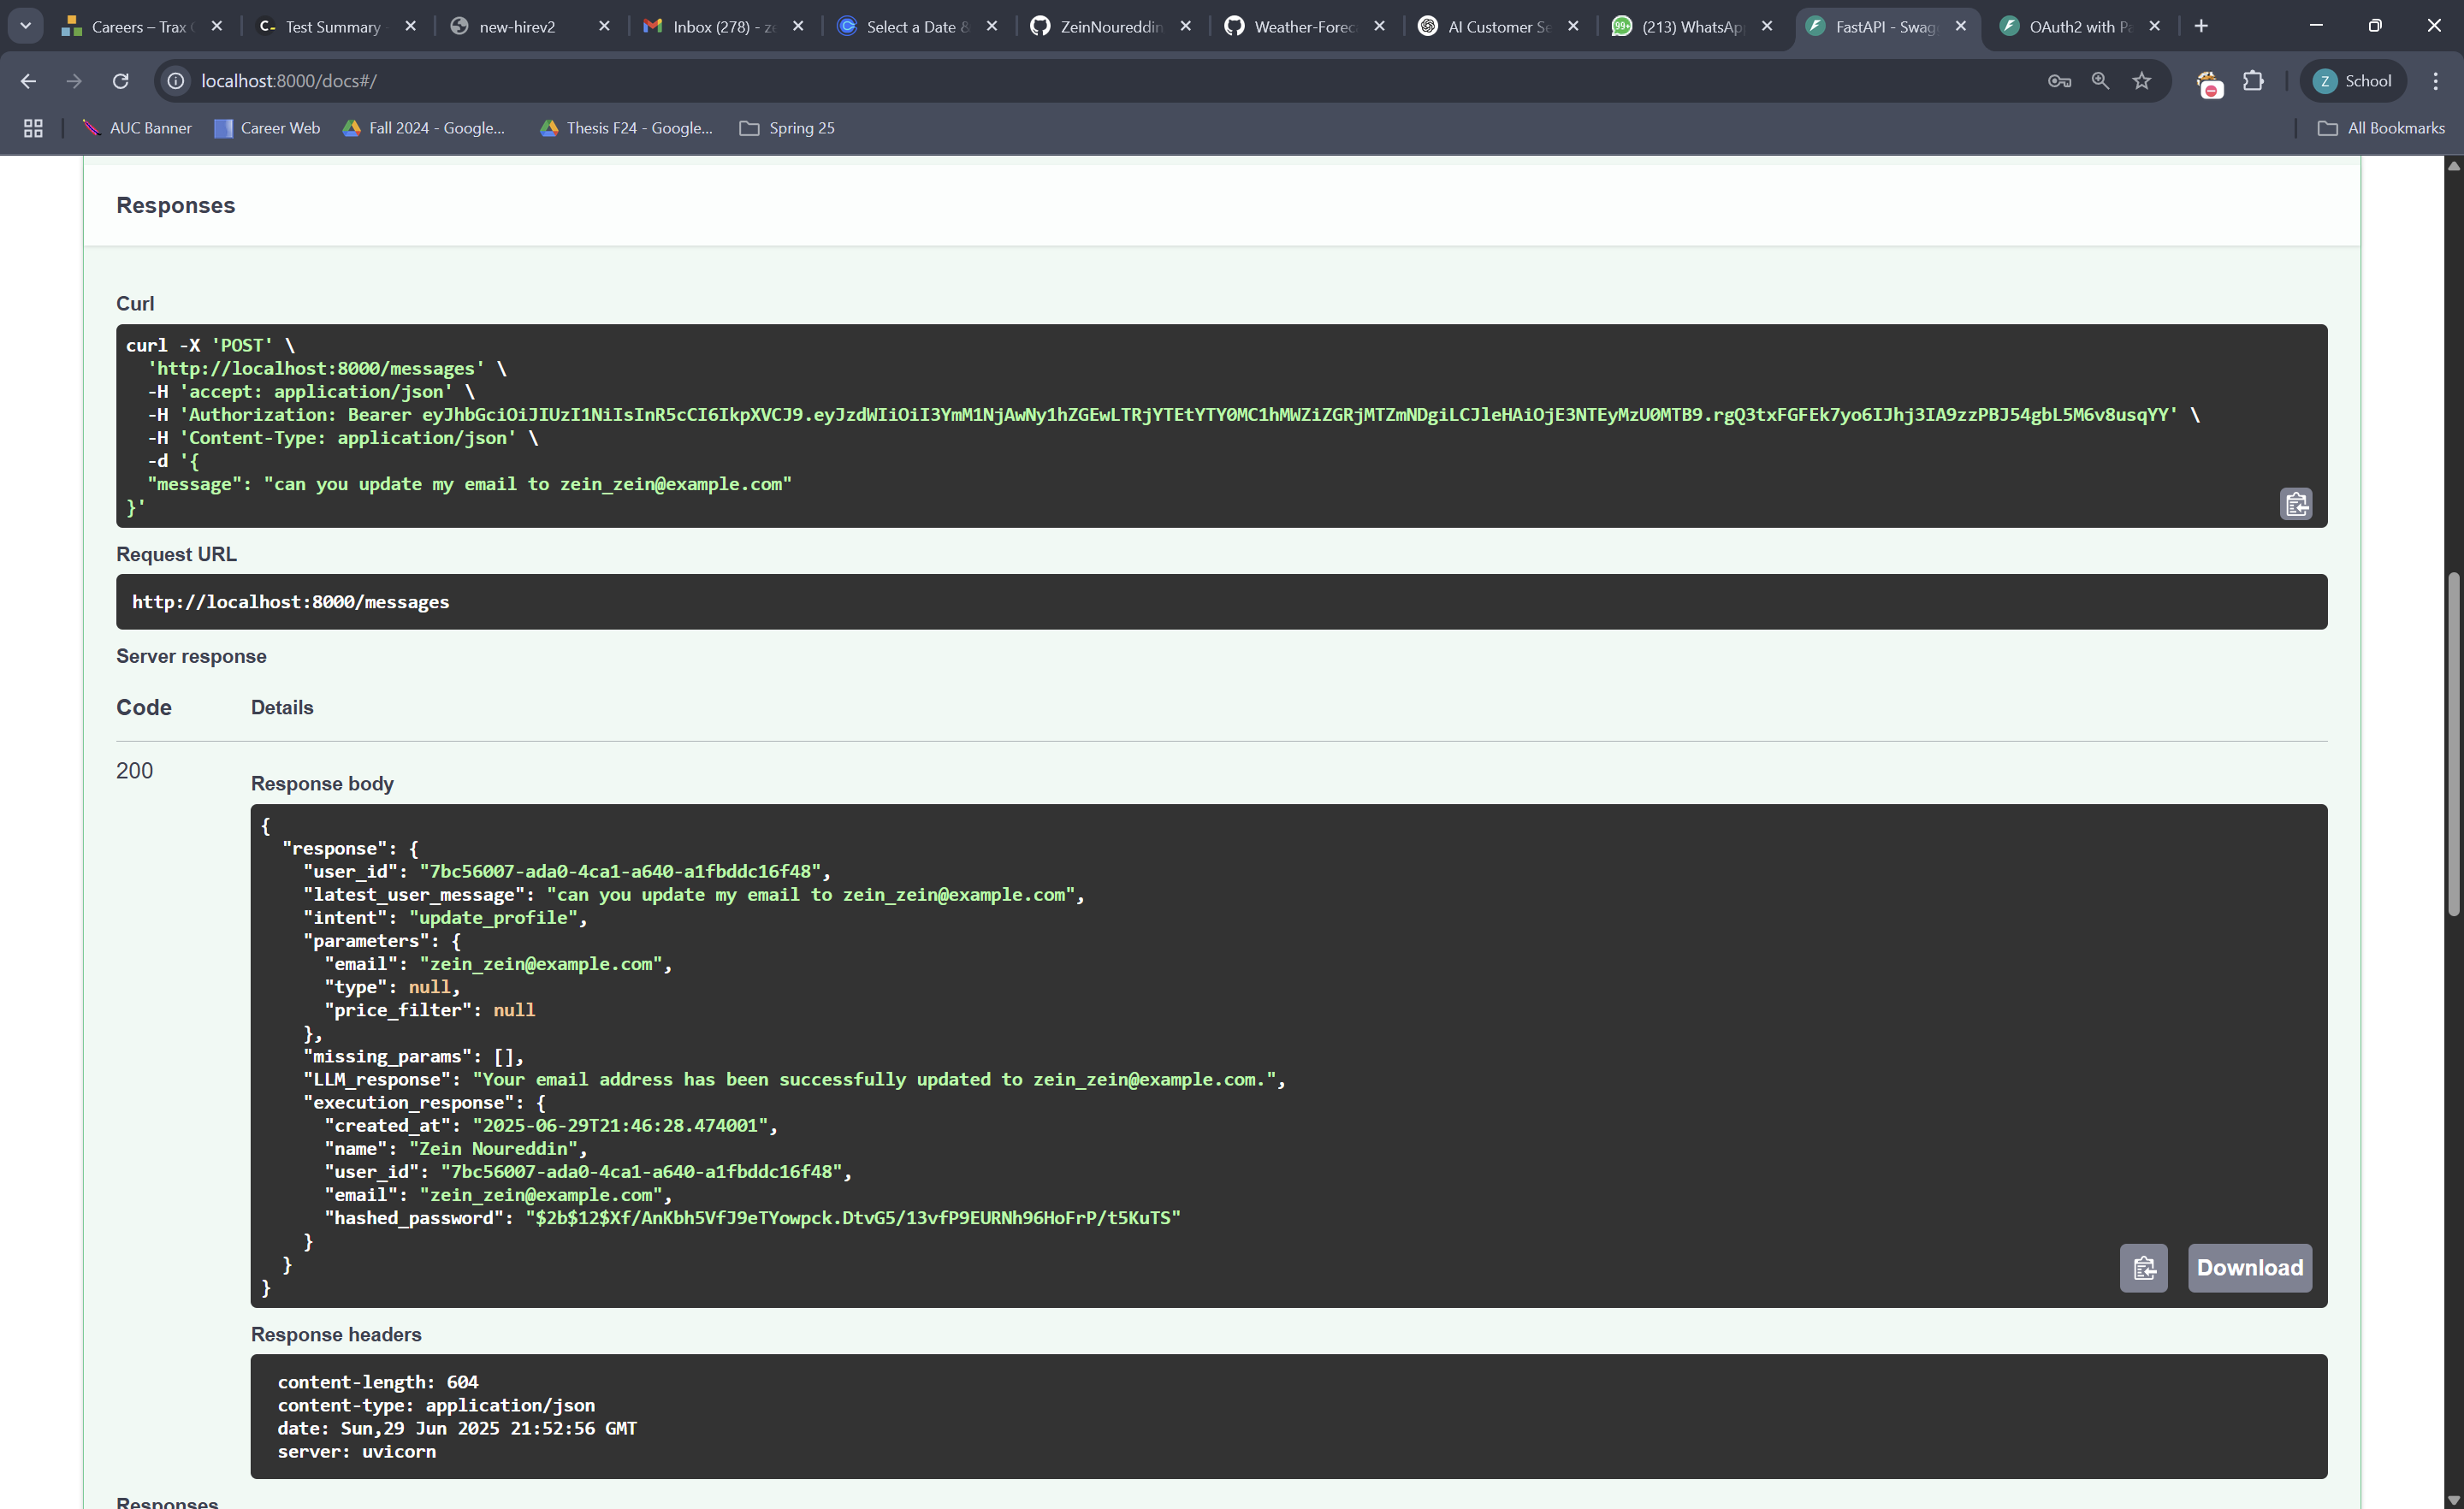 Careers – Trax
Test Summary
new-hirev2
Inbox (278) - ze
Select a Date &
ZeinNoureddin
Weather-Forec
AI Customer Se
99+
(213) WhatsAp
FastAPI - Swag
OAuth2 with Pa
localhost:8000/docs#/
Z
School
AUC Banner
Career Web
Fall 2024 - Google...
Thesis F24 - Google...
Spring 25
All Bookmarks
Responses
Curl
curl -X 'POST' \
'http://localhost:8000/messages' \
-H 'accept: application/json' \
-H 'Authorization: Bearer eyJhbGciOiJIUzI1NiIsInR5cCI6IkpXVCJ9.eyJzdWIiOiI3YmM1NjAwNy1hZGEwLTRjYTEtYTY0MC1hMWZiZGRjMTZmNDgiLCJleHAiOjE3NTEyMzU0MTB9.rgQ3txFGFEk7yo6IJhj3IA9zzPBJ54gbL5M6v8usqYY' \
-H 'Content-Type: application/json' \
-d '{
"message": "can you update my email to zein_zein@example.com"
}'
Request URL
http://localhost:8000/messages
Server response
Code Details
200
Response body
{
"response": {
"user_id": "7bc56007-ada0-4ca1-a640-a1fbddc16f48",
"latest_user_message": "can you update my email to zein_zein@example.com",
"intent": "update_profile",
"parameters": {
"email": "zein_zein@example.com",
"type": null,
"price_filter": null
},
"missing_params": [],
"LLM_response": "Your email address has been successfully updated to zein_zein@example.com.",
"execution_response": {
"created_at": "2025-06-29T21:46:28.474001",
"name": "Zein Noureddin",
"user_id": "7bc56007-ada0-4ca1-a640-a1fbddc16f48",
"email": "zein_zein@example.com",
"hashed_password": "$2b$12$Xf/AnKbh5VfJ9eTYowpck.DtvG5/13vfP9EURNh96HoFrP/t5KuTS"
}
}
}
Download
Response headers
content-length: 604
content-type: application/json
date: Sun,29 Jun 2025 21:52:56 GMT
server: uvicorn
Responses